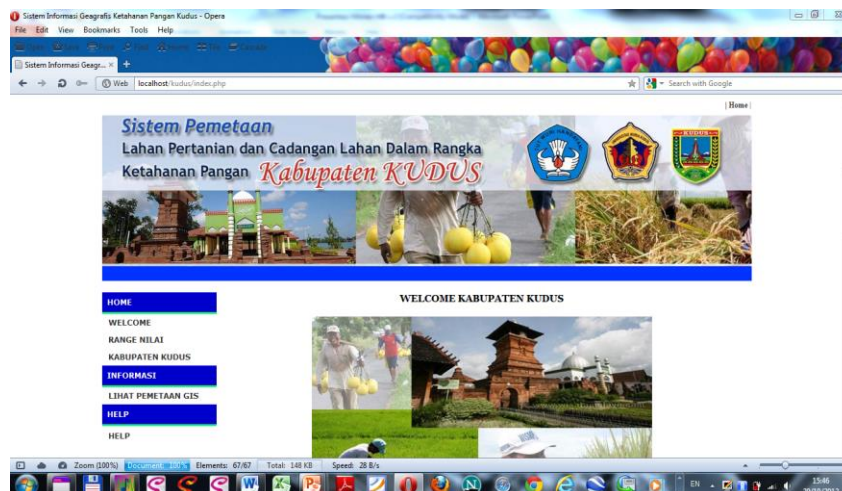 Sistem Informasi Geografis Ketahanan Pangan Kudus - Opera
File Edit View Bookmarks Tools Help
Sistem Informasi Geogr...
Web localhost/kudus/index.php
Search with Google
| Home |
Sistem Pemetaan
Lahan Pertanian dan Cadangan Lahan Dalam Rangka
Ketahanan Pangan Kabupaten KUDUS
KUDUS
HOME
WELCOME
RANGE NILAI
KABUPATEN KUDUS
INFORMASI
LIHAT PEMETAAN GIS
HELP
HELP
WELCOME KABUPATEN KUDUS
Zoom (100%) Document: 100% Elements: 67/67 Total: 148 KB Speed: 28 B/s
EN
15:46